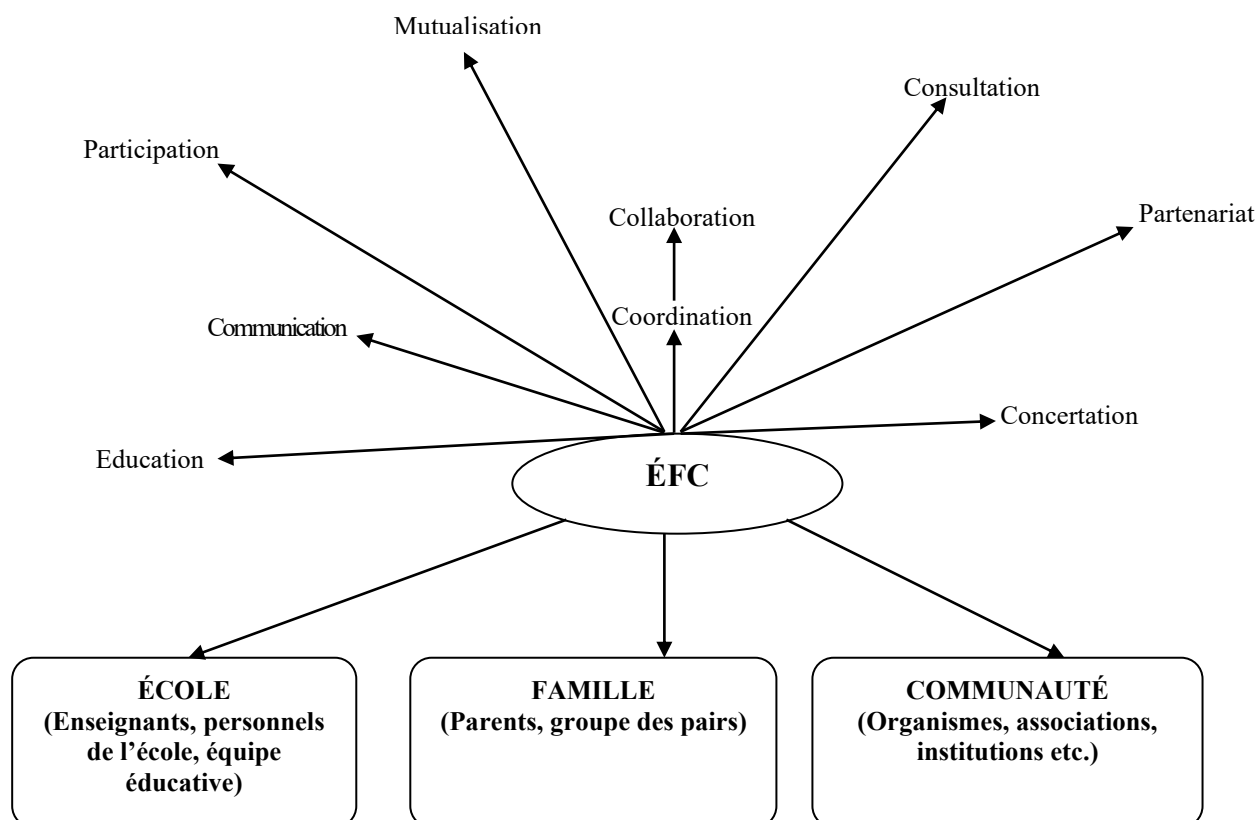 Mutualisation
Consultation
Participation
Collaboration
Partenariat
Communication
Coordination
Concertation
Education
ÉFC
ÉCOLE
(Enseignants, personnels
de l’école, équipe
éducative)
FAMILLE
(Parents, groupe des pairs)
COMMUNAUTÉ
(Organismes, associations,
institutions etc.)